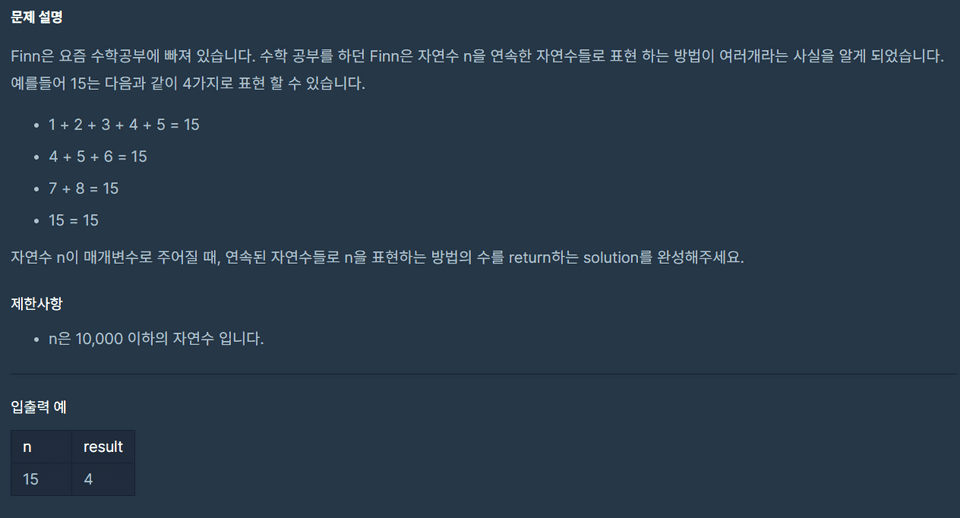 문제 설명
Finn은 요즘 수학공부에 빠져 있습니다. 수학 공부를 하던 Finn은 자연수 n을 연속한 자연수들로 표현 하는 방법이 여러개라는 사실을 알게 되었습니다.
예를들어 15는 다음과 같이 4가지로 표현 할 수 있습니다.
• 1 + 2 + 3 + 4 + 5 = 15
• 4 + 5 + 6 = 15
• 7 + 8 = 15
• 15 = 15
자연수 n이 매개변수로 주어질 때, 연속된 자연수들로 n을 표현하는 방법의 수를 return하는 solution를 완성해주세요.
제한사항
• n은 10,000 이하의 자연수 입니다.
입출력 예
n result
15 4